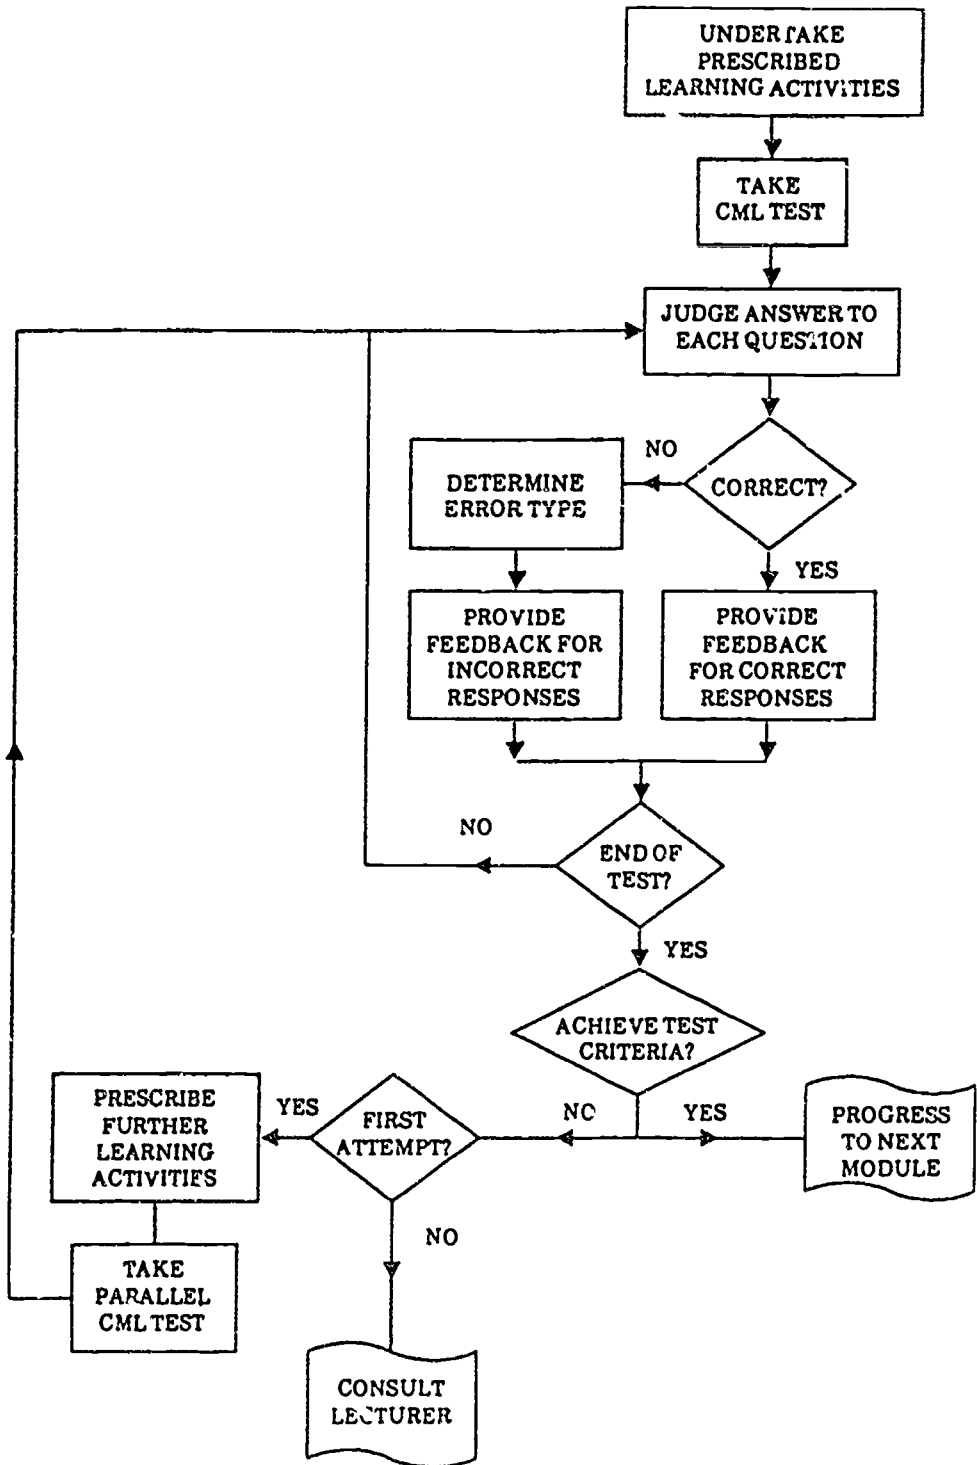 UNDERTAKE
PRESCRIBED
LEARNING ACTIVITIES
TAKE
CML TEST
JUDGE ANSWER TO
EACH QUESTION
NO
CORRECT?
DETERMINE
ERROR TYPE
YES
PROVIDE
FEEDBACK FOR
INCORRECT
RESPONSES
PROVIDE
FEEDBACK
FOR CORRECT
RESPONSES
NO
END OF
TEST?
YES
ACHIEVE TEST
CRITERIA?
PRESCRIBE
FURTHER
LEARNING
ACTIVITIES
YES
FIRST
ATTEMPT?
NO
YES
PROGRESS
TO NEXT
MODULE
NO
TAKE
PARALLEL
CML TEST
CONSULT
LECTURER